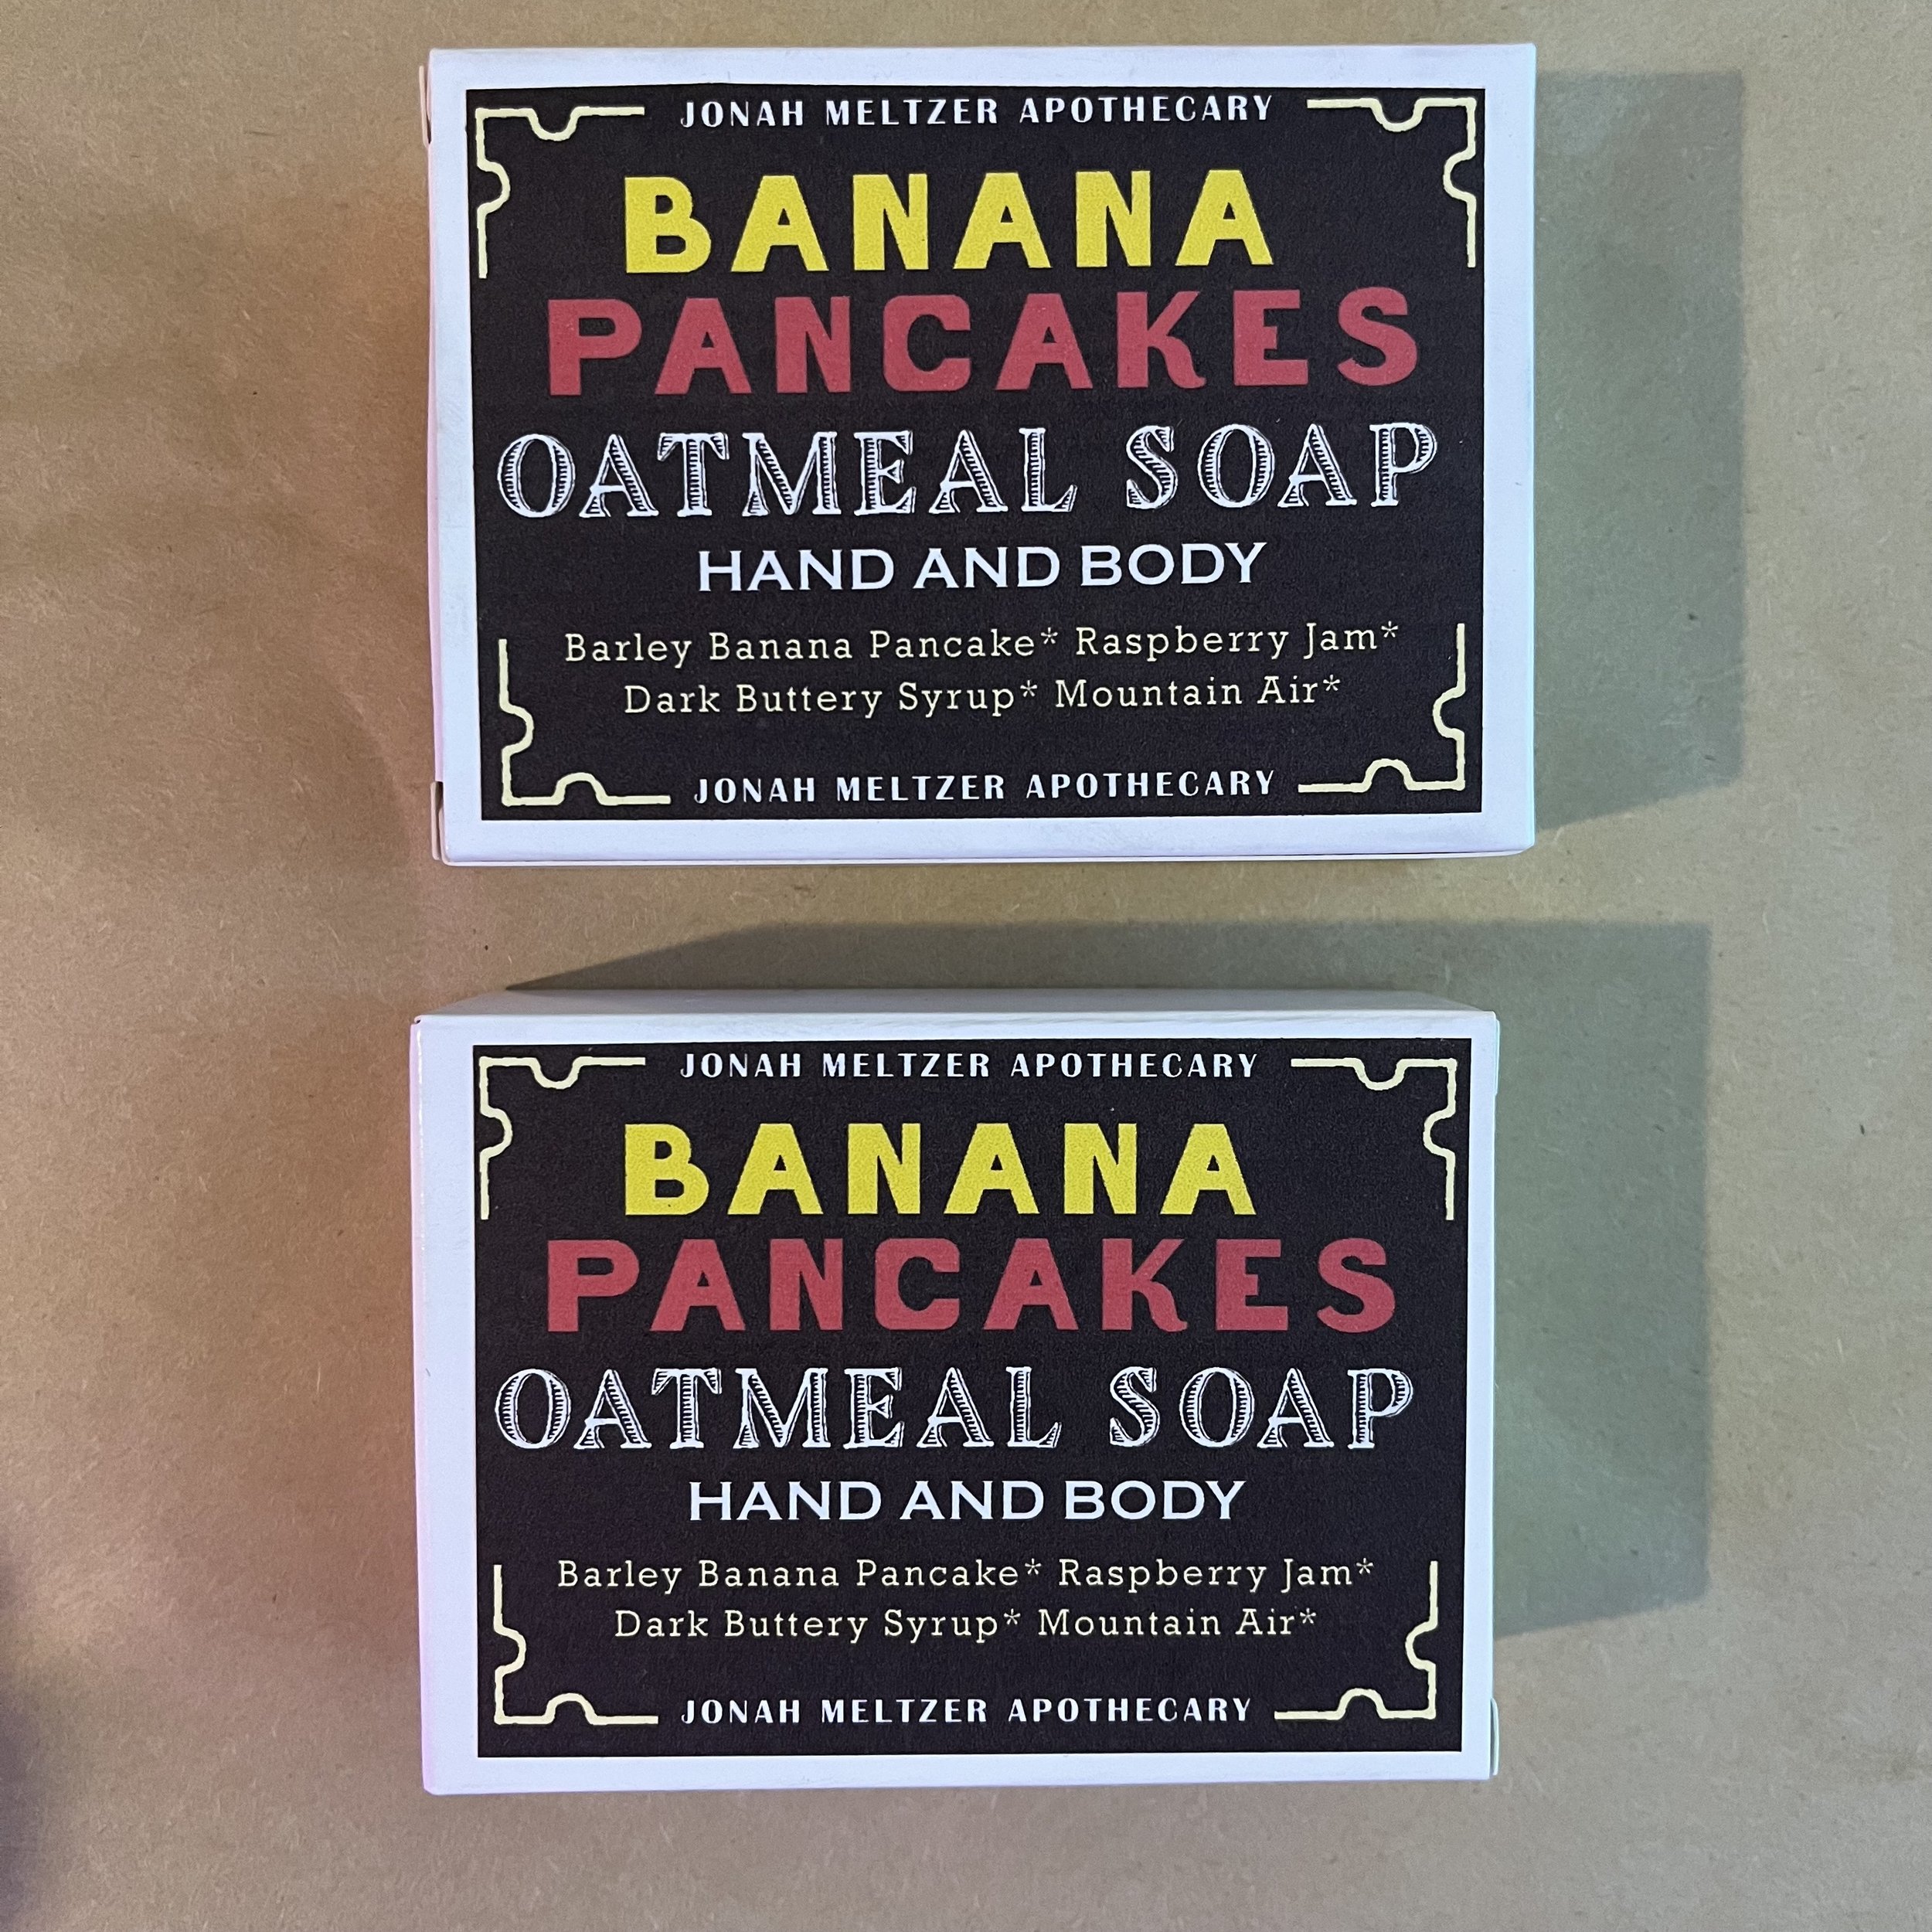 JONAH MELTZER APOTHECARY
BANANA
PANCAKES
OATMEAL SOAP
HAND AND BODY
Barley Banana Pancake* Raspberry Jam*
Dark Buttery Syrup* Mountain Air*
JONAH MELTZER APOTHECARY
JONAH MELTZER APOTHECARY
BANANA
PANCAKES
OATMEAL SOAP
HAND AND BODY
Barley Banana Pancake* Raspberry Jam*
Dark Buttery Syrup* Mountain Air*
JONAH MELTZER APOTHECARY